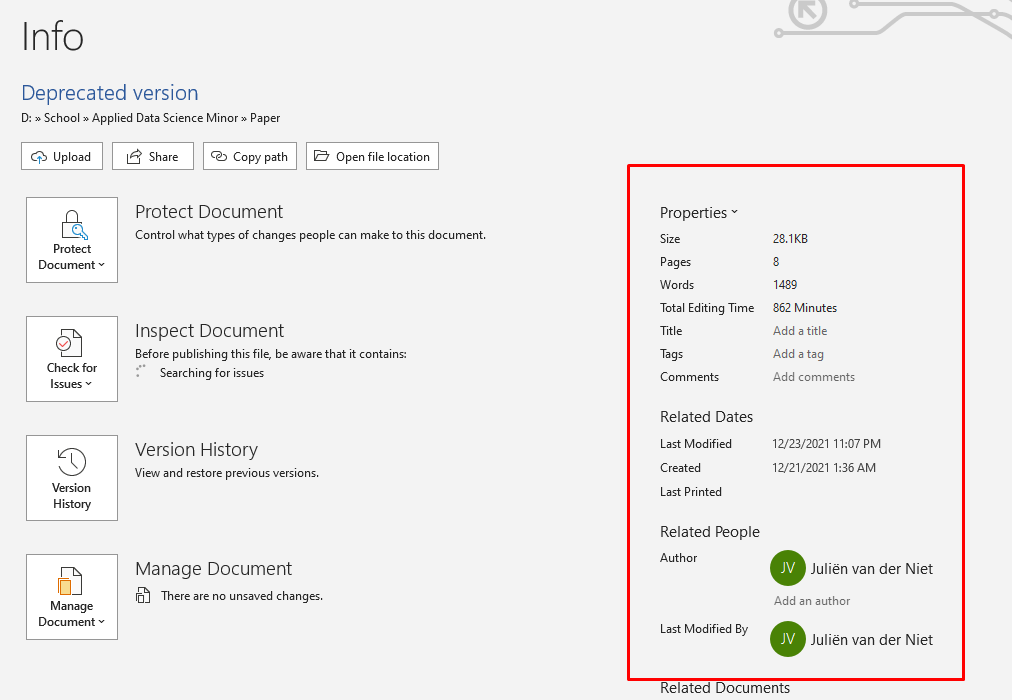 Info
Deprecated version
D: » School » Applied Data Science Minor » Paper
Upload
Share
Copy path
Open file location
Protect Document
Protect Document
Control what types of changes people can make to this document.
Check for Issues
Inspect Document
Before publishing this file, be aware that it contains:
Searching for issues
Version History
Version History
View and restore previous versions.
Manage Document
Manage Document
There are no unsaved changes.
Properties
Size 28.1KB
Pages 8
Words 1489
Total Editing Time 862 Minutes
Title Add a title
Tags Add a tag
Comments Add comments
Related Dates
Last Modified 12/23/2021 11:07 PM
Created 12/21/2021 1:36 AM
Last Printed
Related People
Author JV Juliën van der Niet
Add an author
Last Modified By JV Juliën van der Niet
Related Documents